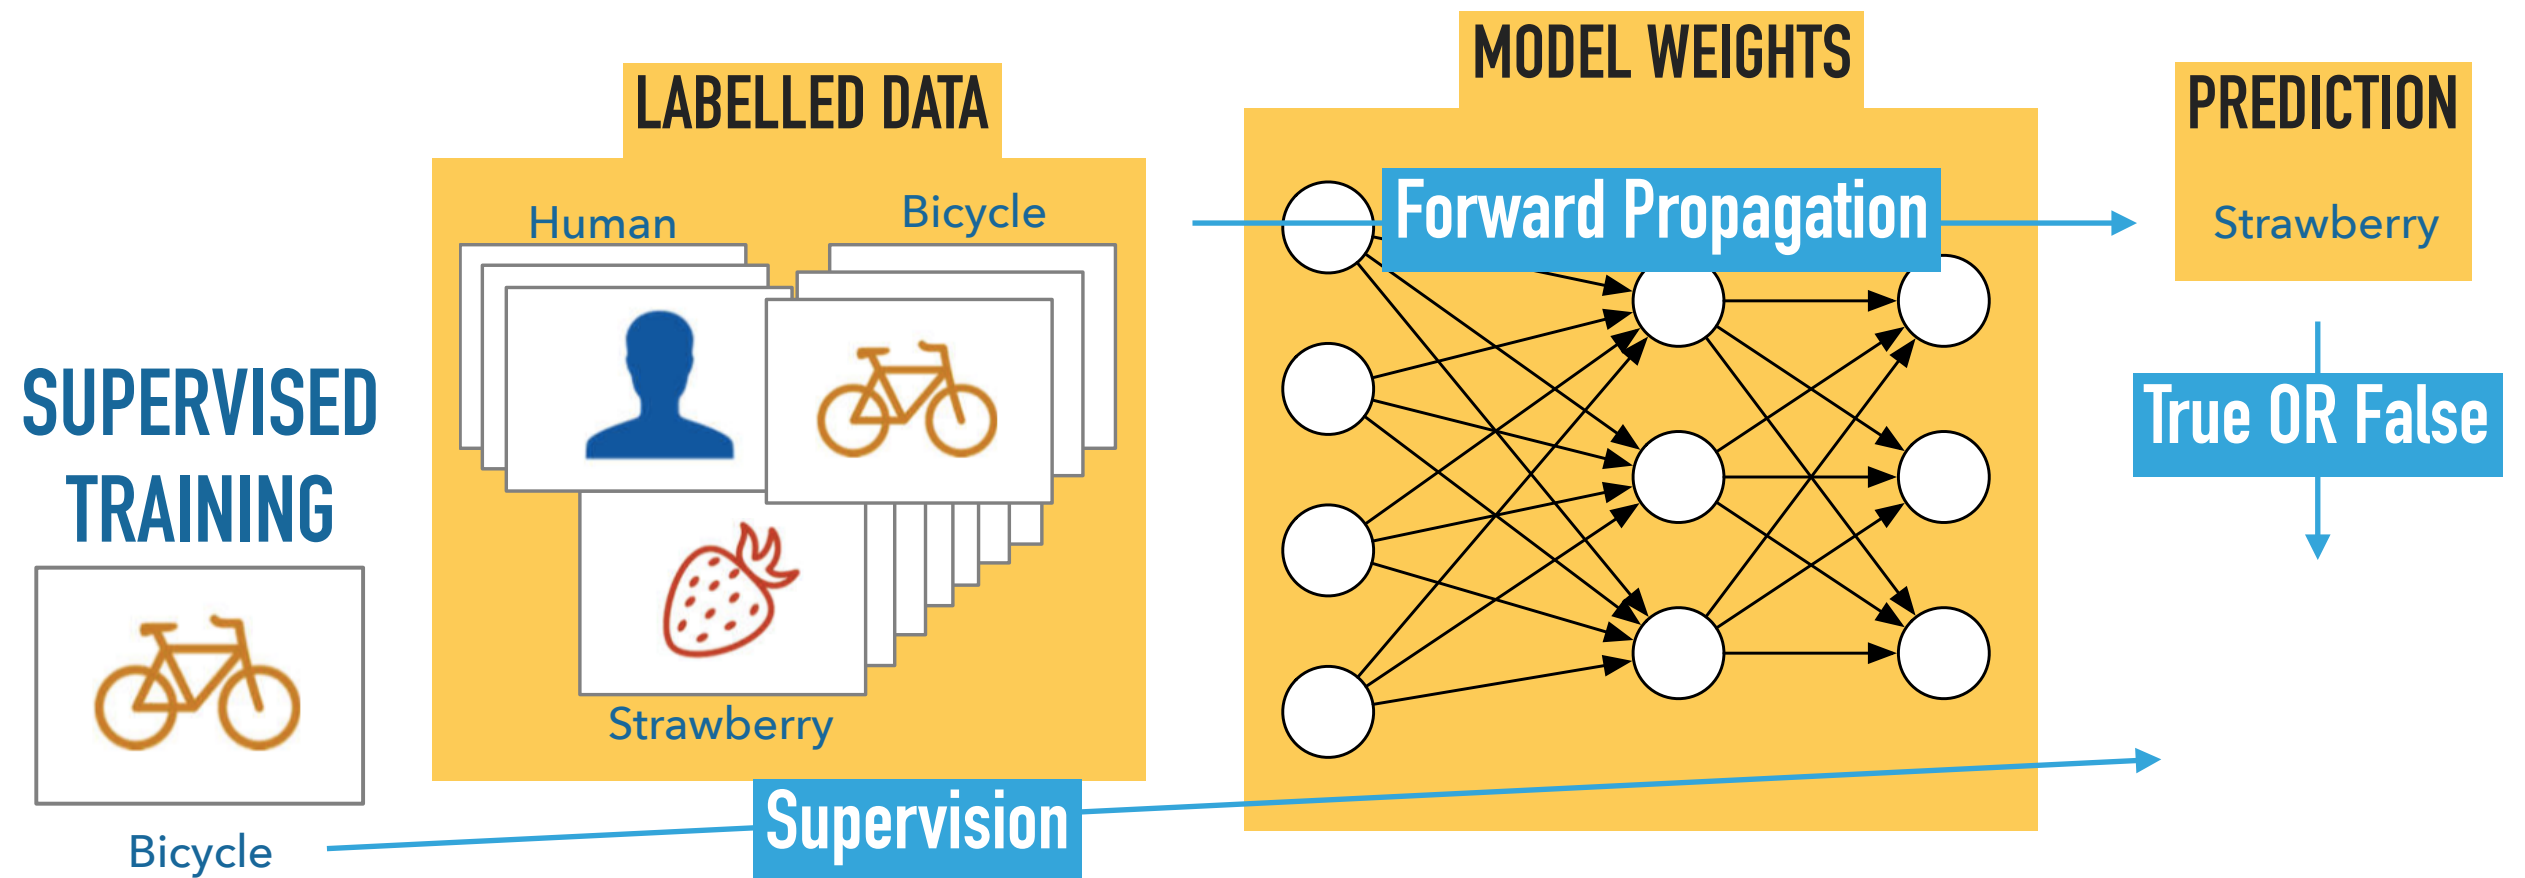 SUPERVISED
TRAINING
Bicycle
LABELLED DATA
Human
Bicycle
Strawberry
Supervision
MODEL WEIGHTS
Forward Propagation
PREDICTION
Strawberry
True OR False